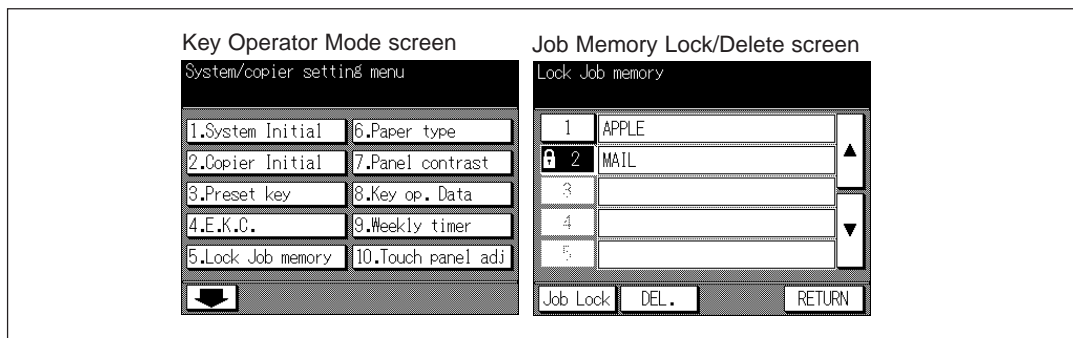 Key Operator Mode screen
System/copier setting menu
1.System Initial
6.Paper type
2.Copier Initial
7.Panel contrast
3.Preset key
8.Key op. Data
4.E.K.C.
9.Weekly timer
5.Lock Job memory
10.Touch panel adj
Job Memory Lock/Delete screen
Lock Job memory
1 APPLE
2 MAIL
3
4
5
Job Lock
DEL.
RETURN